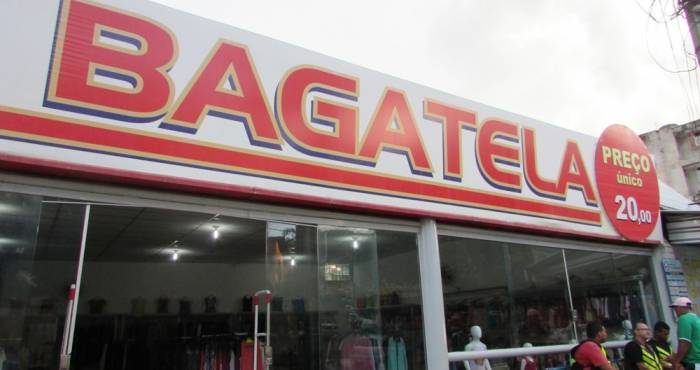 BAGATELA
PREÇO
único
20,00